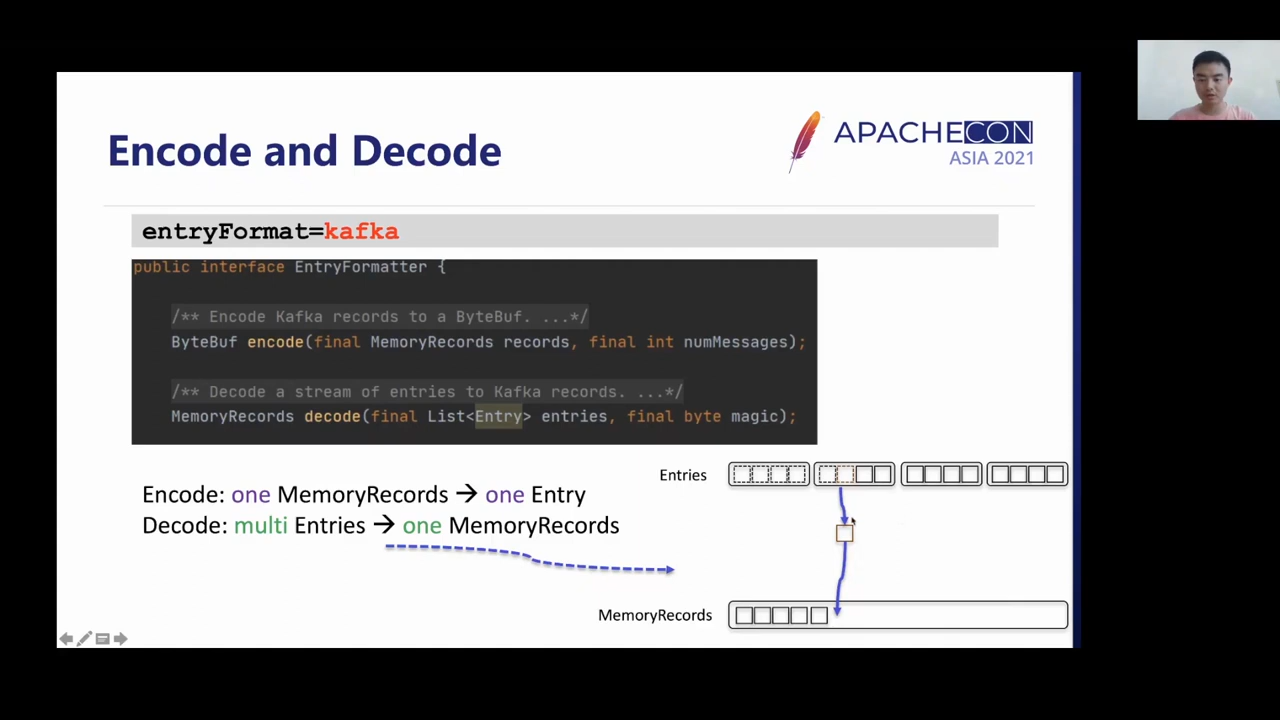 APACHECON
ASIA 2021
Encode and Decode
entryFormat=kafka
public interface EntryFormatter {
/** Encode Kafka records to a ByteBuf. ...*/
ByteBuf encode(final MemoryRecords records, final int numMessages);
/** Decode a stream of entries to Kafka records. ...*/
MemoryRecords decode(final List<Entry> entries, final byte magic);
Entries
Encode: one MemoryRecords → one Entry
Decode: multi Entries → one MemoryRecords
MemoryRecords